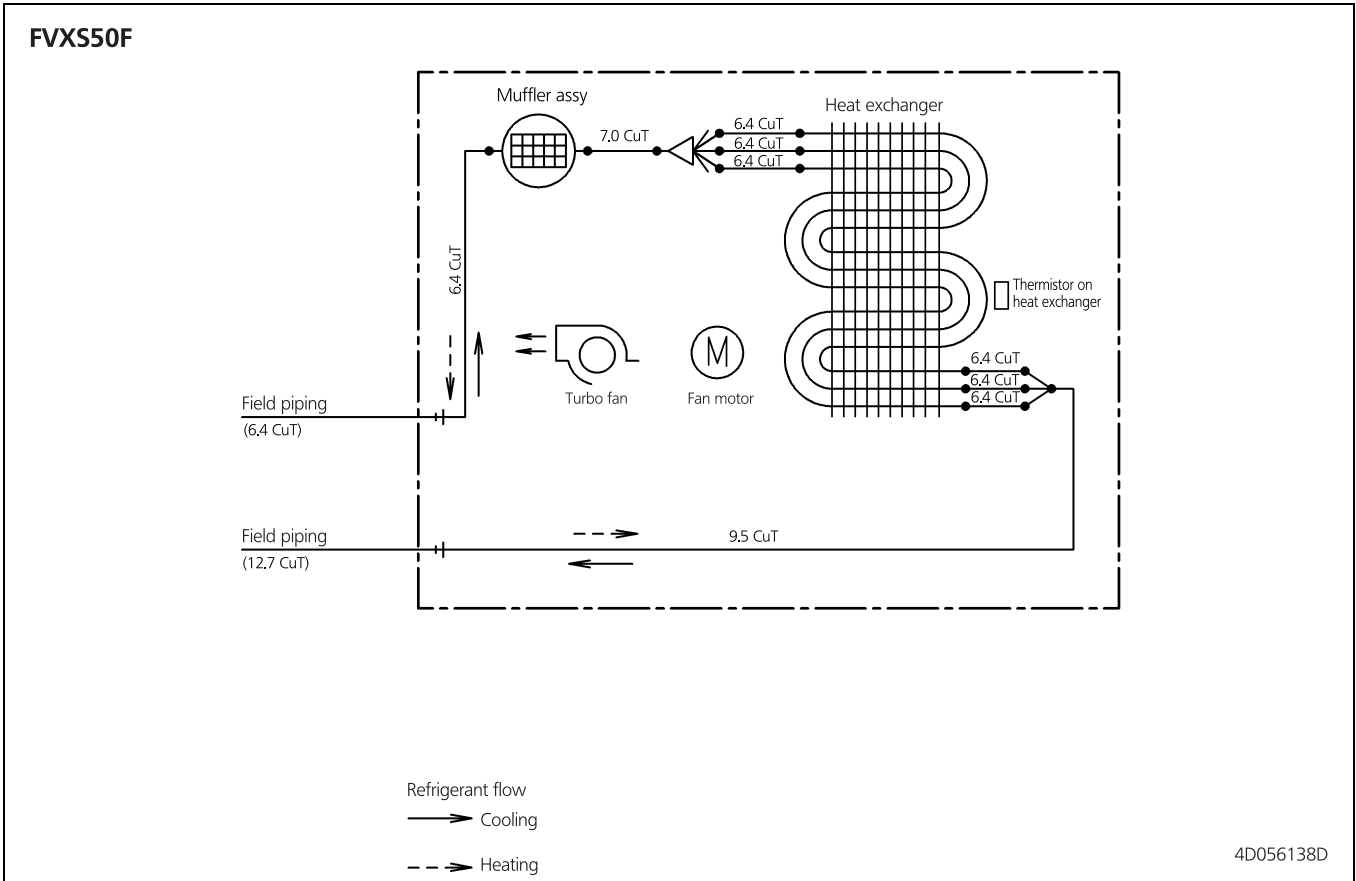 FVXS50F
Muffler assy
Heat exchanger
7.0 CuT
6.4 CuT
6.4 CuT
6.4 CuT
6.4 CuT
Thermistor on
heat exchanger
M
Turbo fan
Fan motor
6.4 CuT
6.4 CuT
6.4 CuT
Field piping
(6.4 CuT)
Field piping
(12.7 CuT)
9.5 CuT
Refrigerant flow
Cooling
Heating
4D056138D